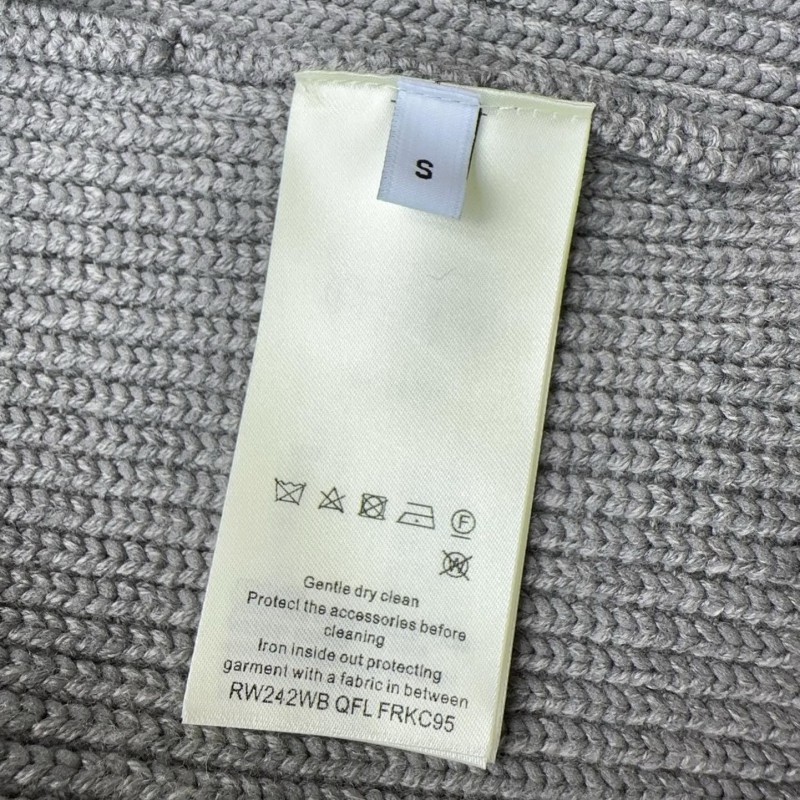 S
F
W
Gentle dry clean
Protect the accessories before
cleaning
Iron inside out protecting
garment with a fabric in between
RW242WB QFL FRKC95